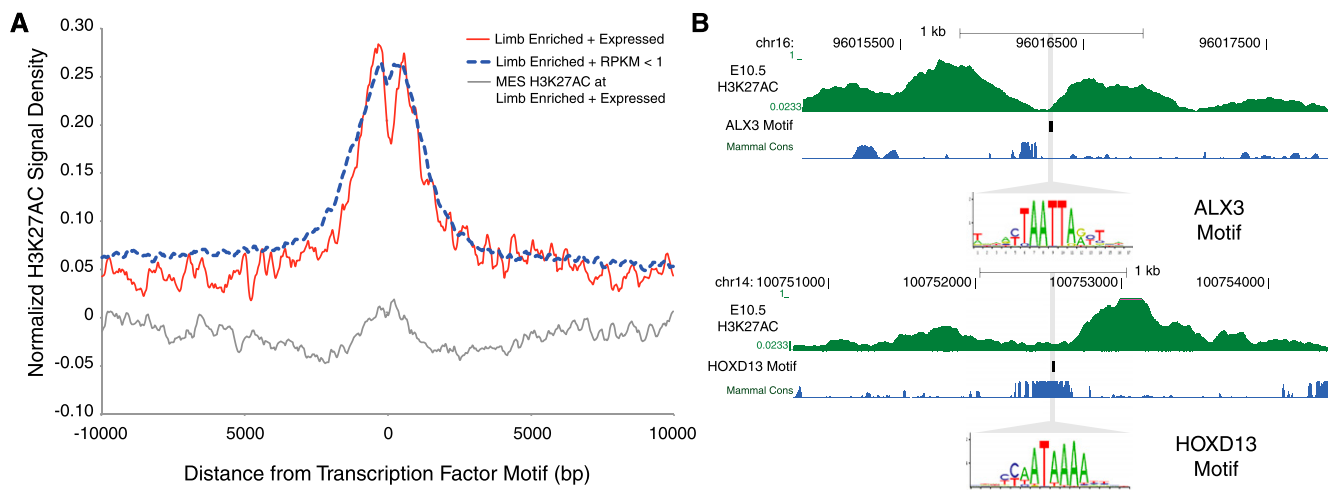 A
Normalizd H3K27AC Signal Density
0.30
0.25
0.20
0.15
0.10
0.05
0
-0.05
-0.10
-10000
5000
0
5000
10000
Distance from Transcription Factor Motif (bp)
Limb Enriched + Expressed
Limb Enriched + RPKM < 1
MES H3K27AC at
Limb Enriched + Expressed
B
1 kb
chr16: 96015500 96016500 96017500
1
E10.5
H3K27AC
0.0233
ALX3 Motif
Mammal Cons
ALX3
Motif
1 kb
chr14: 100751000 100752000 100753000 100754000
1
E10.5
H3K27AC
0.0233
HOXD13 Motif
Mammal Cons
HOXD13
Motif